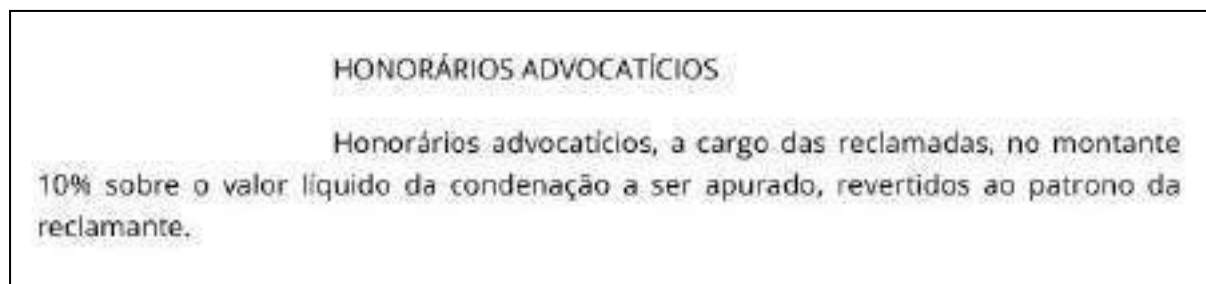 HONORÁRIOS ADVOCATÍCIOS
Honorários advocatícios, a cargo das reclamadas, no montante
10% sobre o valor líquido da condenação a ser apurado, revertidos ao patrono da
reclamante.